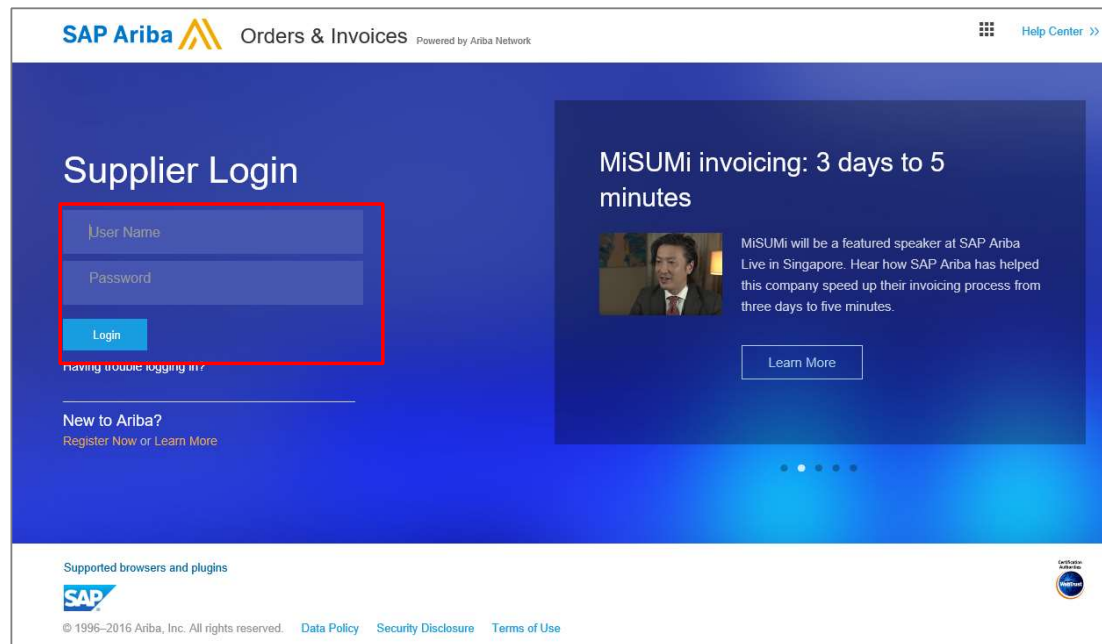 SAP Ariba Orders & Invoices Powered by Ariba Network
Help Center »
Supplier Login
User Name
Password
Login
Having trouble logging in?
New to Ariba?
Register Now or Learn More
MiSUMi invoicing: 3 days to 5
minutes
MiSUMi will be a featured speaker at SAP Ariba
Live in Singapore. Hear how SAP Ariba has helped
this company speed up their invoicing process from
three days to five minutes.
Learn More
Supported browsers and plugins
SAP
© 1996–2016 Ariba, Inc. All rights reserved. Data Policy Security Disclosure Terms of Use
Certification
Authorities
WebTrust